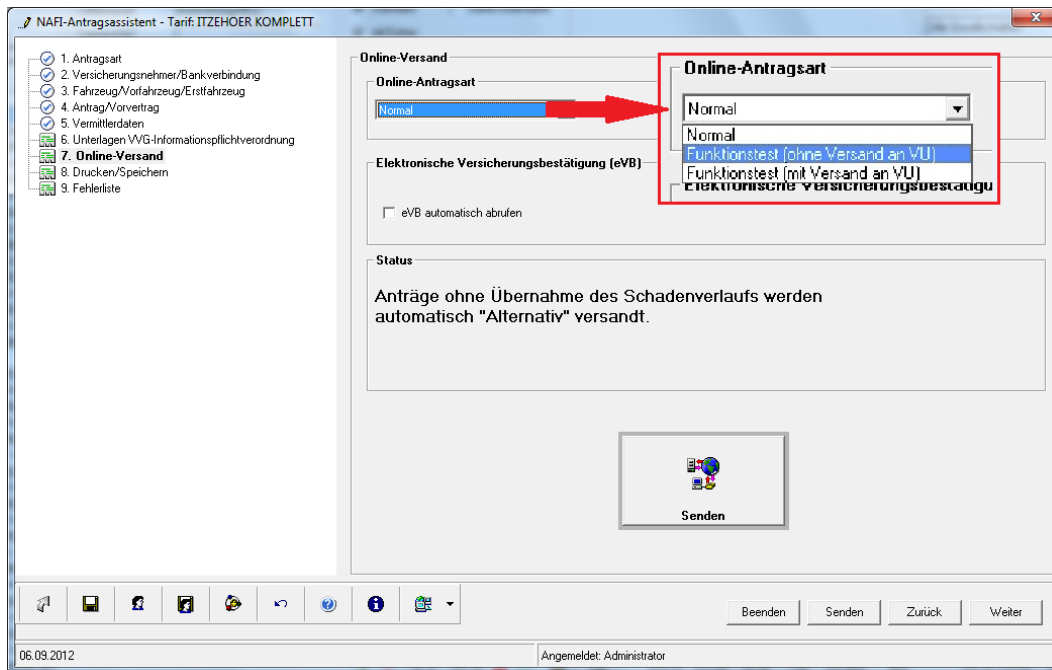 NAFI-Antragsassistent - Tarif: ITZEHOER KOMPLETT
1. Antragsart
2. Versicherungsnehmer/Bankverbindung
3. Fahrzeug/Vorfahrzeug/Erstfahrzeug
4. Antrag/Vorvertrag
5. Vermittlerdaten
6. Unterlagen VVG-Informationspflichtverordnung
7. Online-Versand
8. Drucken/Speichern
9. Fehlerliste
Online-Versand
Online-Antragsart
Normal
Online-Antragsart
Normal
Normal
Funktionstest (ohne Versand an VU)
Funktionstest (mit Versand an VU)
Elektronische Versicherungsbestätigu
Elektronische Versicherungsbestätigung (eVB)
eVB automatisch abrufen
Status
Anträge ohne Übernahme des Schadenverlaufs werden
automatisch "Alternativ" versandt.
Senden
Beenden
Senden
Zurück
Weiter
06.09.2012
Angemeldet: Administrator